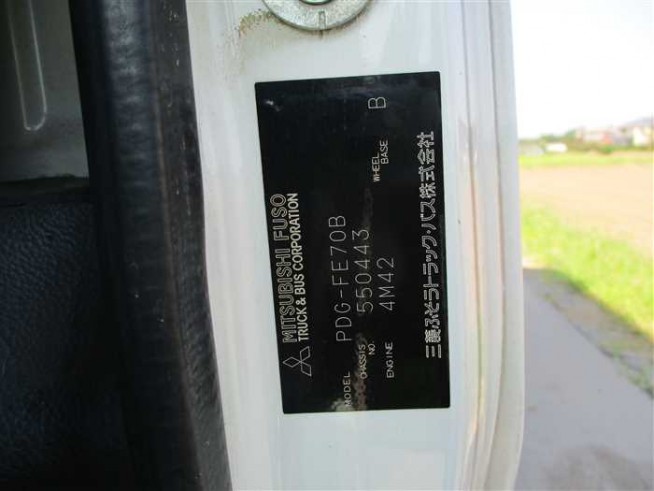 MITSUBISHI FUSO
TRUCK & BUS CORPORATION
MODEL PDG-FE70B
CHASSIS NO. 550443 WHEEL BASE B
ENGINE 4M42
三菱ふそうトラック・バス株式会社